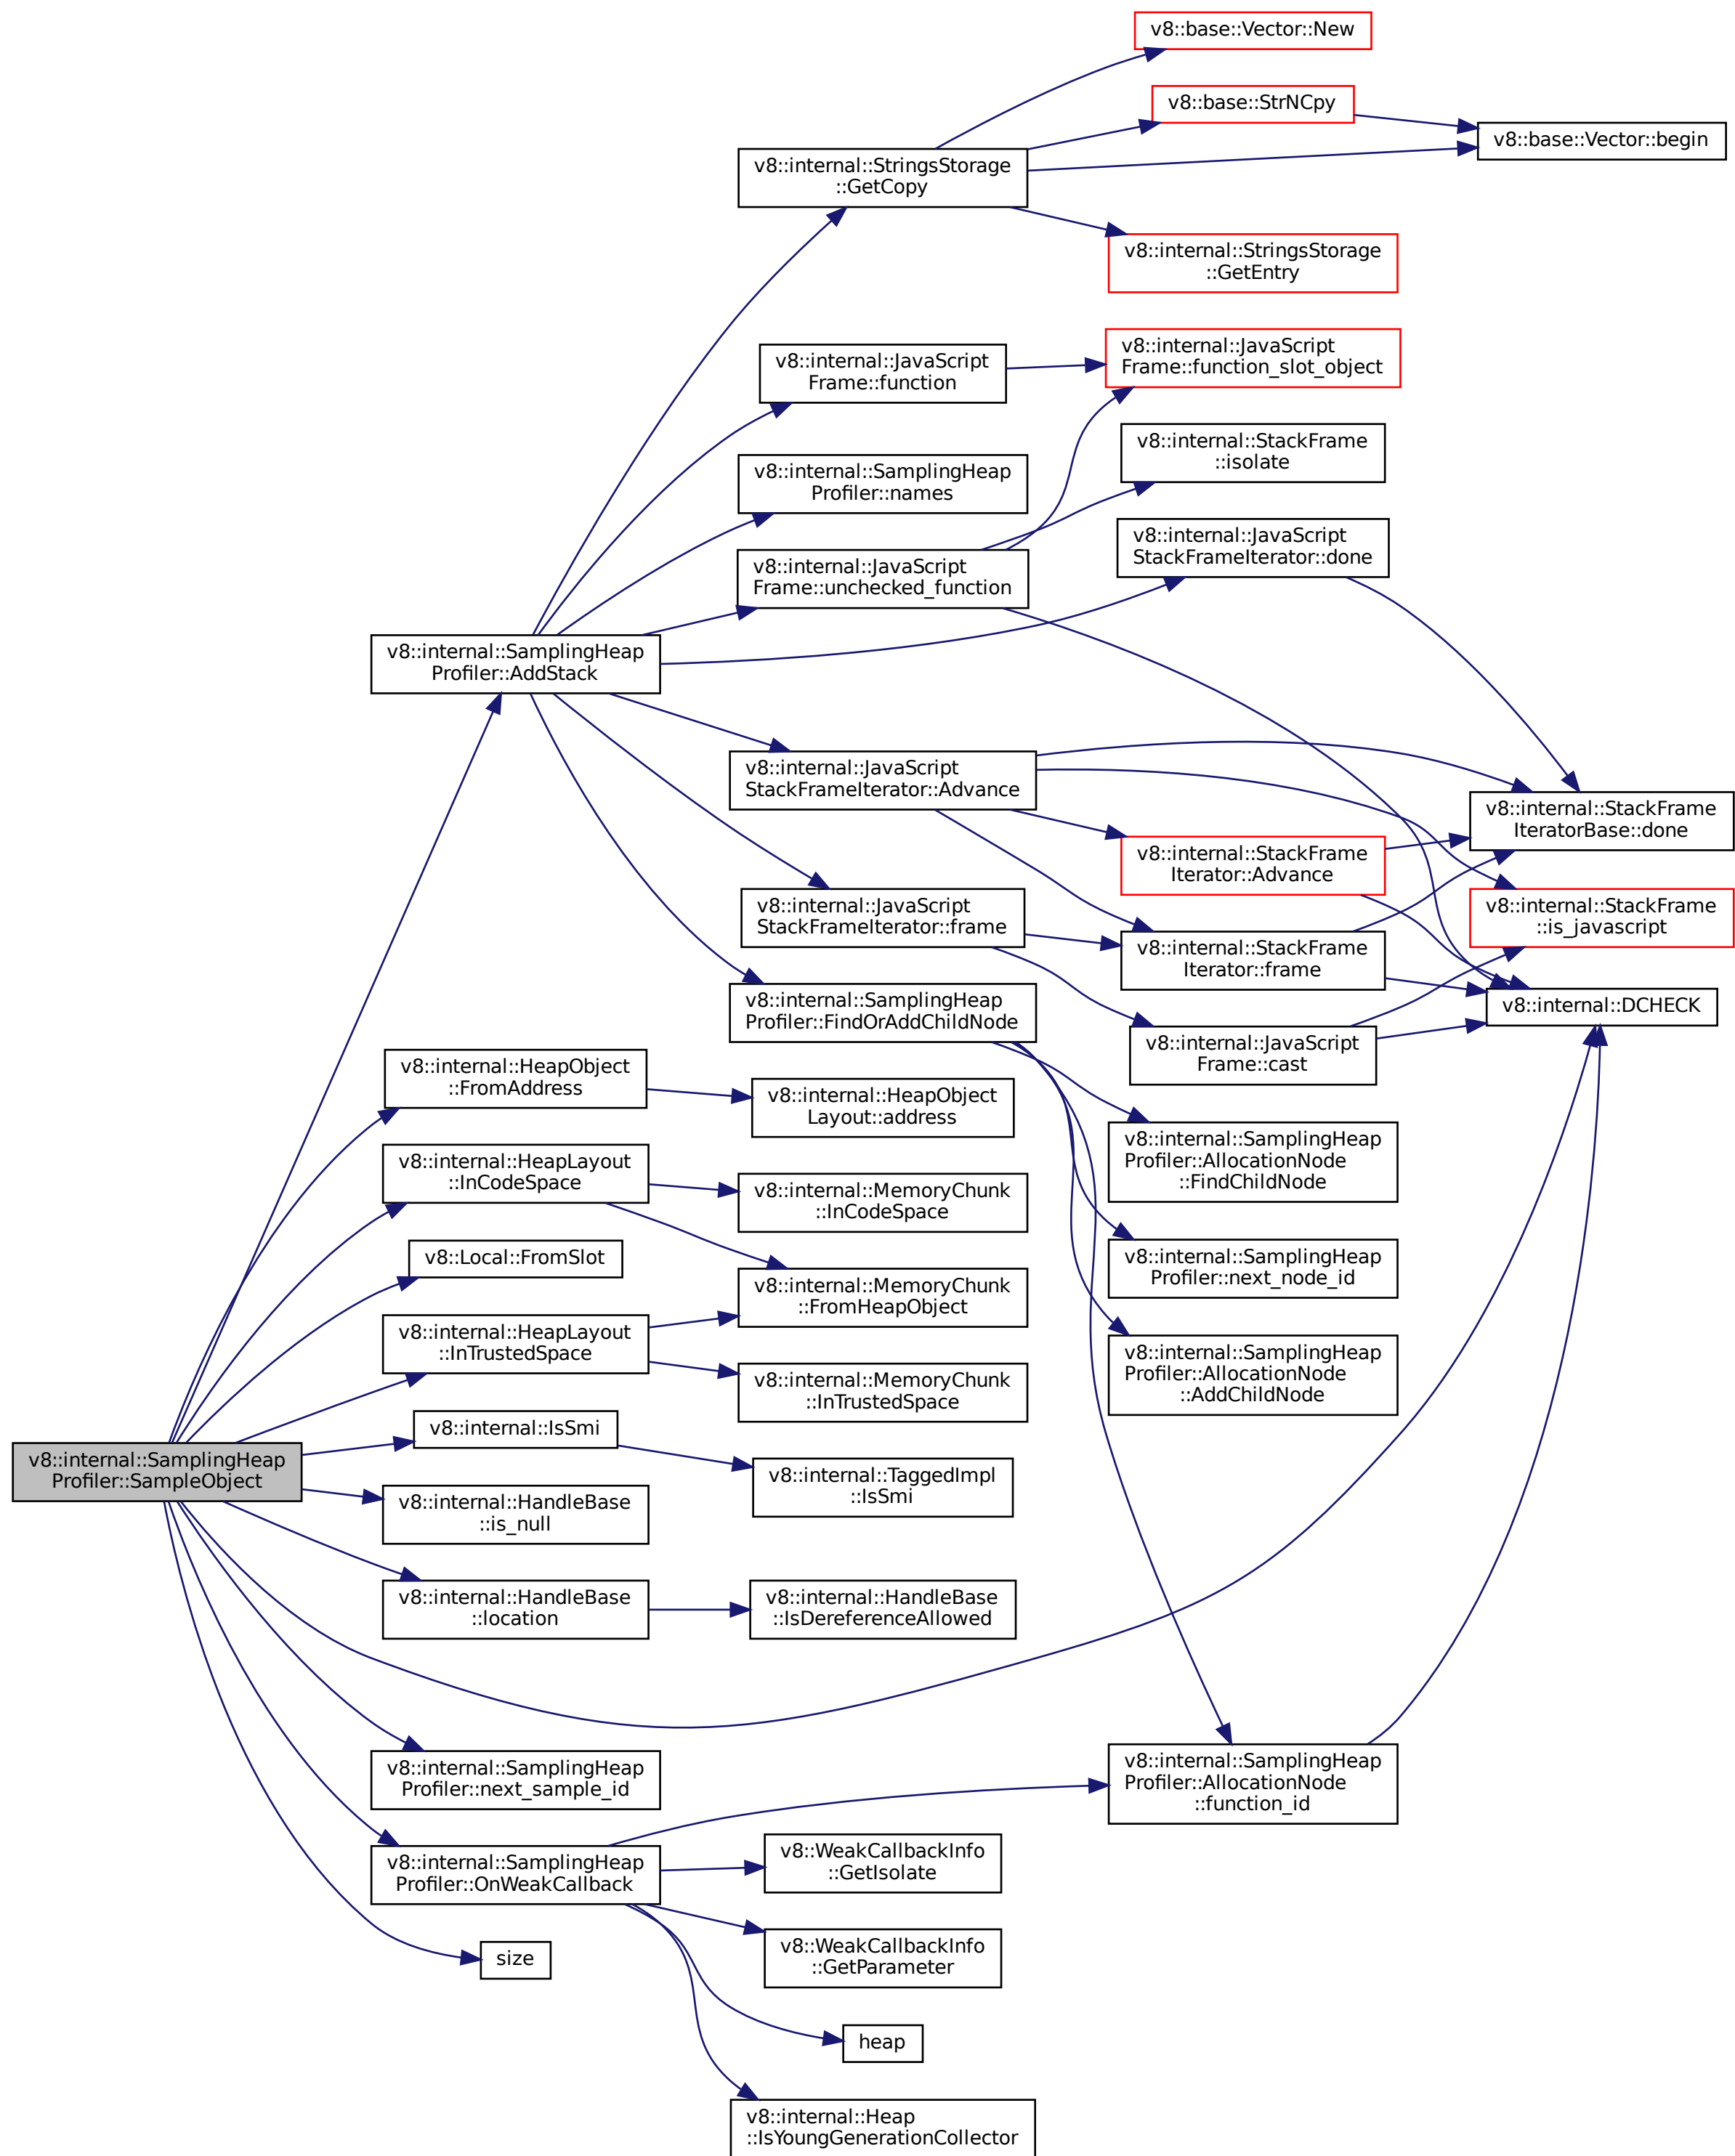 v8::base::Vector::New
v8::base::StrNCpy
v8::base::Vector::begin
v8::internal::StringsStorage
::GetCopy
v8::internal::StringsStorage
::GetEntry
v8::internal::JavaScript
Frame::function_slot_object
v8::internal::JavaScript
Frame::function
v8::internal::StackFrame
::isolate
v8::internal::SamplingHeap
Profiler::names
v8::internal::JavaScript
StackFrameIterator::done
v8::internal::JavaScript
Frame::unchecked_function
v8::internal::SamplingHeap
Profiler::AddStack
v8::internal::JavaScript
StackFrameIterator::Advance
v8::internal::StackFrame
IteratorBase::done
v8::internal::StackFrame
Iterator::Advance
v8::internal::StackFrame
::is_javascript
v8::internal::JavaScript
StackFrameIterator::frame
v8::internal::StackFrame
Iterator::frame
v8::internal::SamplingHeap
Profiler::FindOrAddChildNode
v8::internal::DCHECK
v8::internal::JavaScript
Frame::cast
v8::internal::HeapObject
::FromAddress
v8::internal::HeapObject
Layout::address
v8::internal::SamplingHeap
Profiler::AllocationNode
::FindChildNode
v8::internal::HeapLayout
::InCodeSpace
v8::internal::MemoryChunk
::InCodeSpace
v8::Local::FromSlot
v8::internal::SamplingHeap
Profiler::next_node_id
v8::internal::MemoryChunk
::FromHeapObject
v8::internal::HeapLayout
::InTrustedSpace
v8::internal::SamplingHeap
Profiler::AllocationNode
::AddChildNode
v8::internal::MemoryChunk
::InTrustedSpace
v8::internal::IsSmi
v8::internal::SamplingHeap
Profiler::SampleObject
v8::internal::TaggedImpl
::IsSmi
v8::internal::HandleBase
::is_null
v8::internal::HandleBase
::location
v8::internal::HandleBase
::IsDereferenceAllowed
v8::internal::SamplingHeap
Profiler::next_sample_id
v8::internal::SamplingHeap
Profiler::AllocationNode
::function_id
v8::internal::SamplingHeap
Profiler::OnWeakCallback
v8::WeakCallbackInfo
::GetIsolate
v8::WeakCallbackInfo
::GetParameter
size
heap
v8::internal::Heap
::IsYoungGenerationCollector